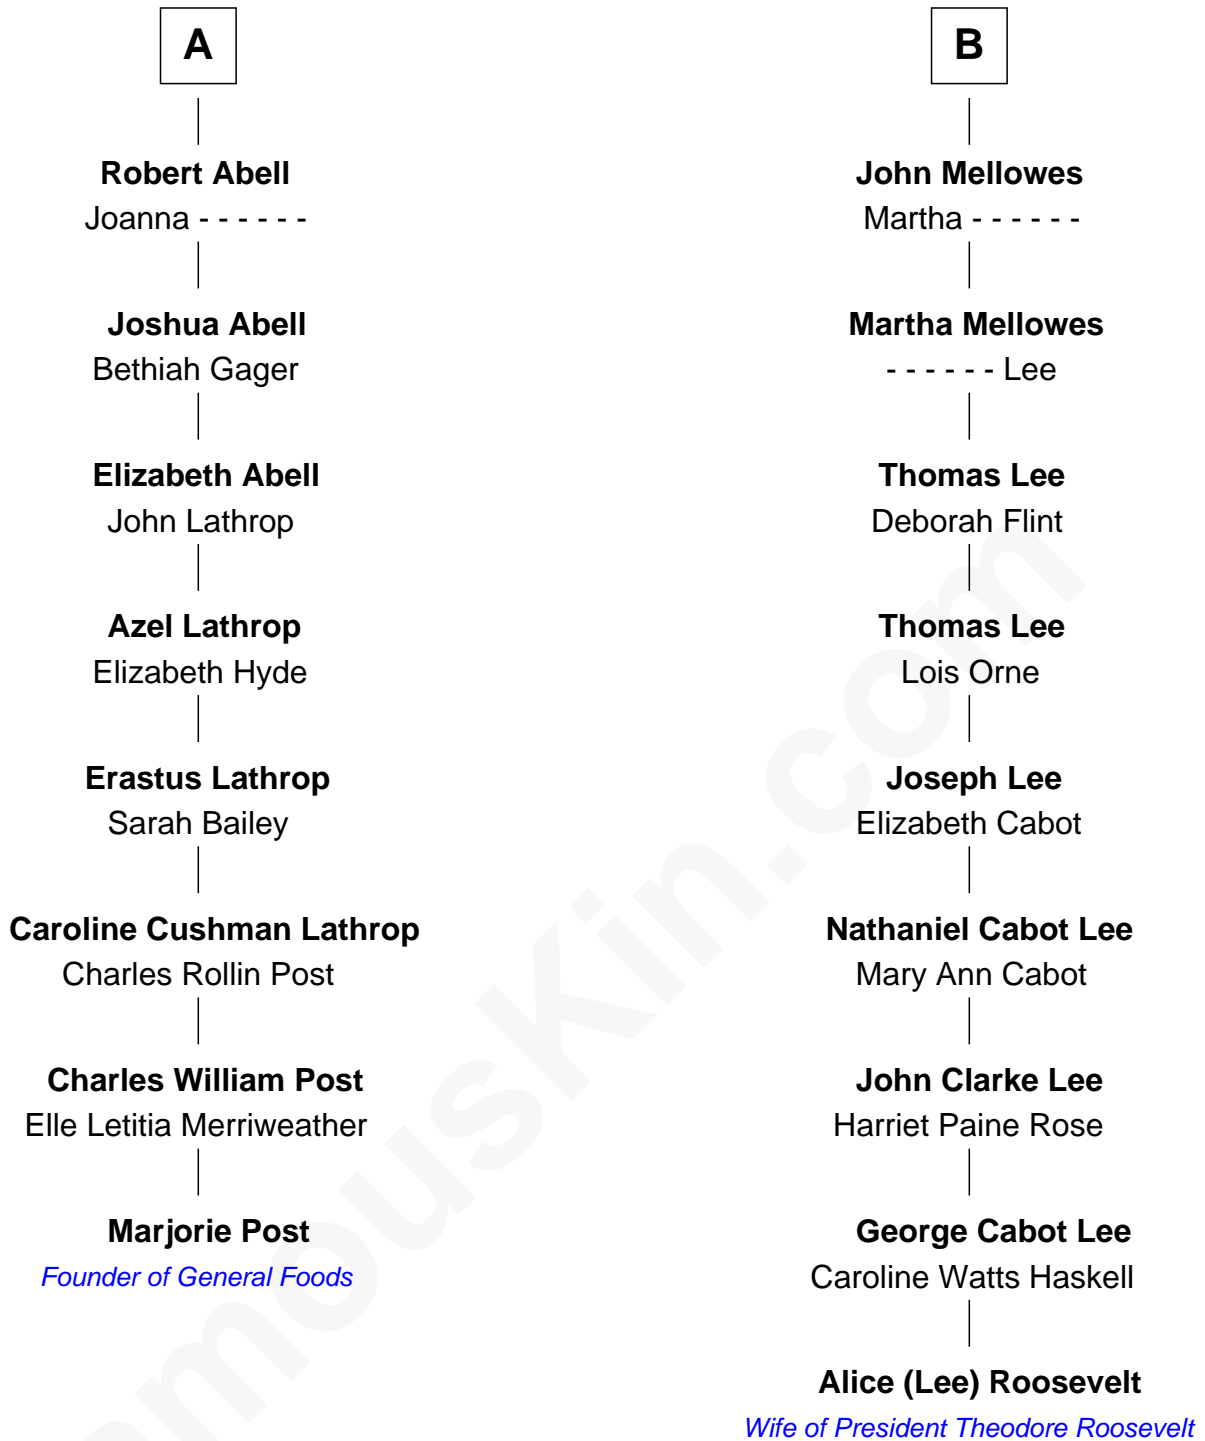 A
Robert Abell
Joanna - - - - - -
Joshua Abell
Bethiah Gager
Elizabeth Abell
John Lathrop
Azel Lathrop
Elizabeth Hyde
Erastus Lathrop
Sarah Bailey
Caroline Cushman Lathrop
Charles Rollin Post
Charles William Post
Elle Letitia Merriweather
Marjorie Post
Founder of General Foods
B
John Mellowes
Martha - - - - - -
Martha Mellowes
- - - - - - Lee
Thomas Lee
Deborah Flint
Thomas Lee
Lois Orne
Joseph Lee
Elizabeth Cabot
Nathaniel Cabot Lee
Mary Ann Cabot
John Clarke Lee
Harriet Paine Rose
George Cabot Lee
Caroline Watts Haskell
Alice (Lee) Roosevelt
Wife of President Theodore Roosevelt
amouskin.com